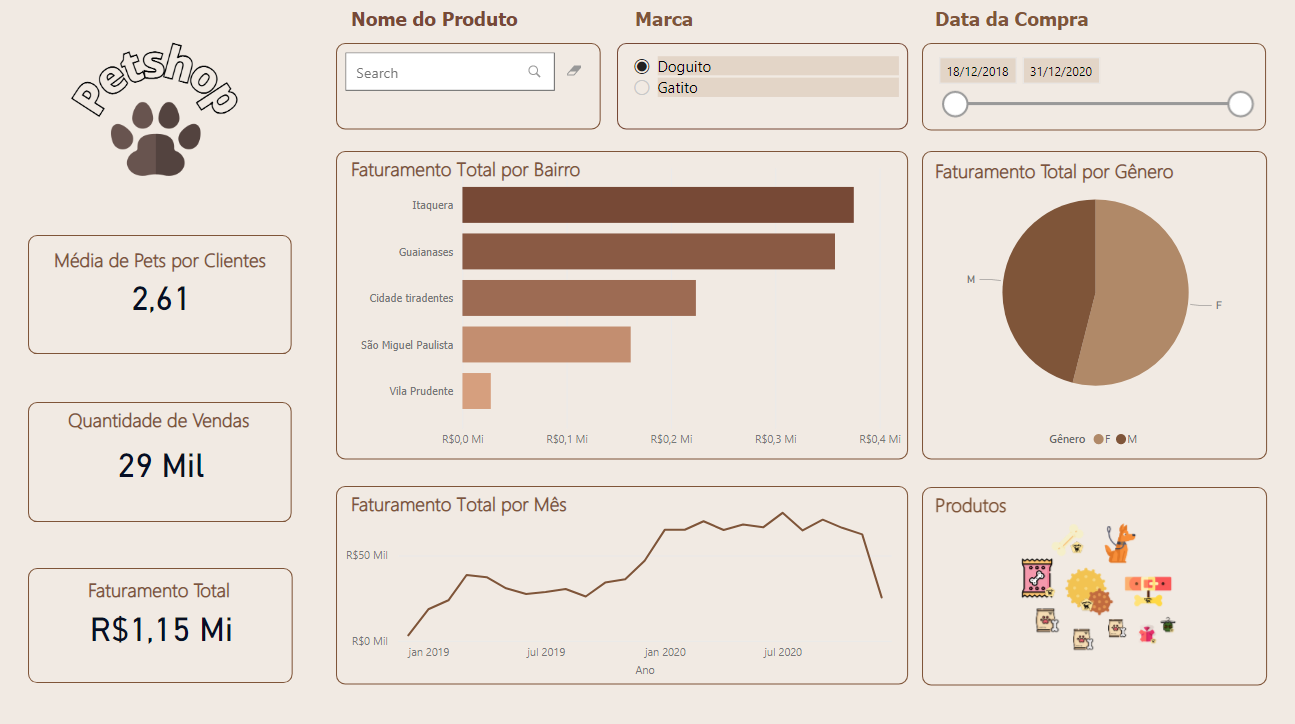 Petshop
Nome do Produto
Search
Marca
Doguito
Gatito
Data da Compra
18/12/2018 31/12/2020
Média de Pets por Clientes
2,61
Quantidade de Vendas
29 Mil
Faturamento Total
R$1,15 Mi
Faturamento Total por Bairro
Itaquera
Guaianases
Cidade tiradentes
São Miguel Paulista
Vila Prudente
R$0,0 Mi R$0,1 Mi R$0,2 Mi R$0,3 Mi R$0,4 Mi
Faturamento Total por Gênero
M
F
Gênero F M
Faturamento Total por Mês
R$50 Mil
R$0 Mil
jan 2019 jul 2019 jan 2020 jul 2020
Ano
Produtos